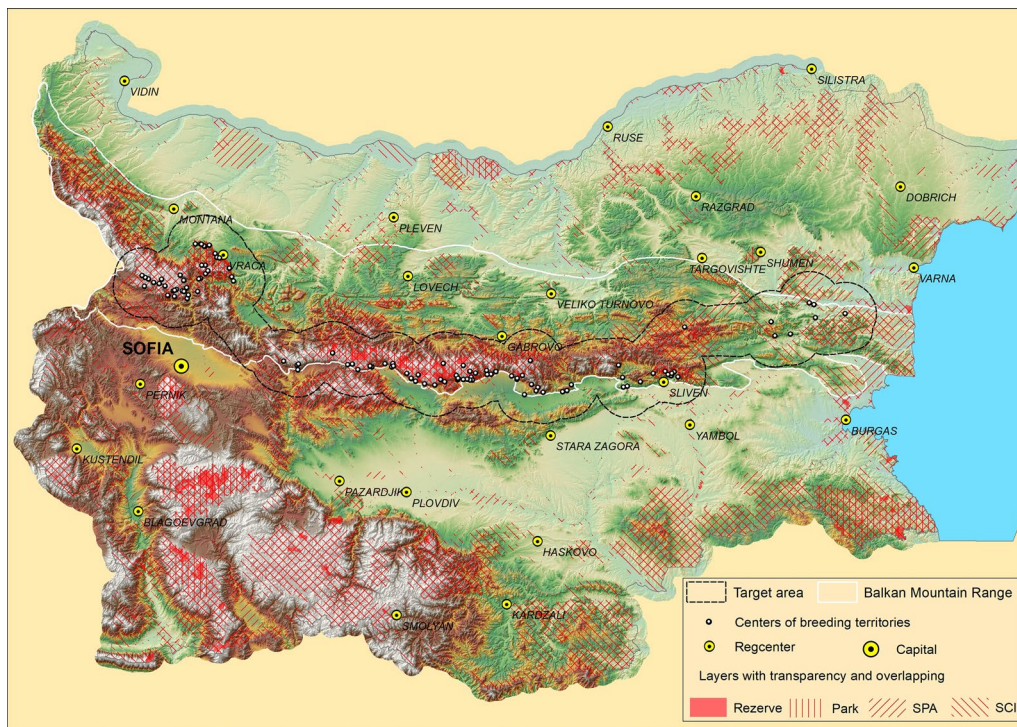 SILISTRA
VIDIN
RUSE
DOBRICH
RAZGRAD
MONTANA
PLEVEN
SHUMEN
VRACA
TARGOVISHTE
VARNA
LOVECH
VELIKO TURNOVO
GABROVO
SOFIA
PERNIK
SLIVEN
BURGAS
YAMBOL
STARA ZAGORA
KUSTENDIL
PAZARDJIK
PLOVDIV
BLAGOEVGRAD
HASKOVO
KARDZALI
SMOLYAN
Target area Balkan Mountain Range
Centers of breeding territories
Regcenter Capital
Layers with transparency and overlapping
Rezerve Park SPA SCI